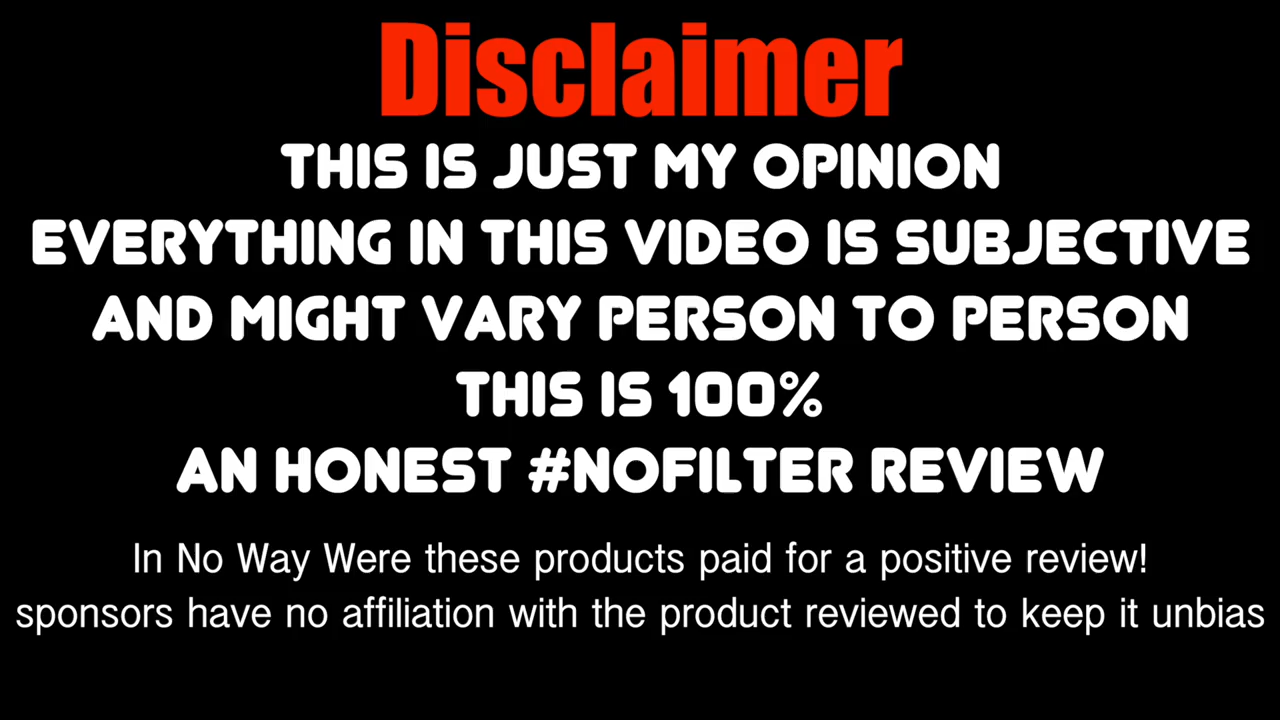 Disclaimer
THIS IS JUST MY OPINION
EVERYTHING IN THIS VIDEO IS SUBJECTIVE
AND MIGHT VARY PERSON TO PERSON
THIS IS 100%
AN HONEST #NOFILTER REVIEW
In No Way Were these products paid for a positive review!
sponsors have no affiliation with the product reviewed to keep it unbias